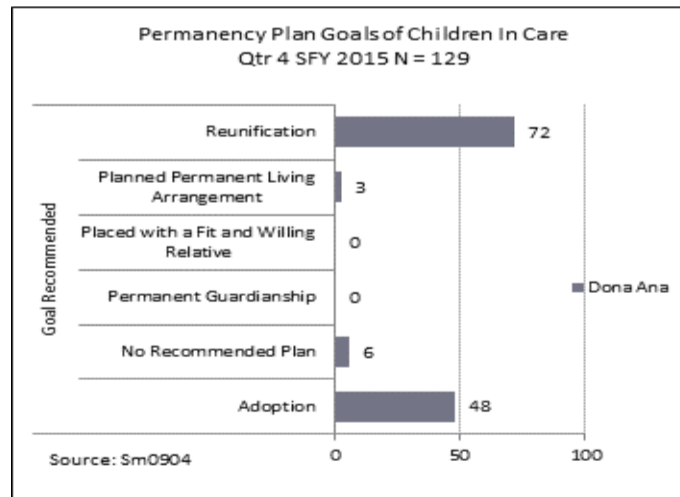 Permanency Plan Goals of Children In Care
Qtr 4 SFY 2015 N = 129
Goal Recommended
Reunification
72
Planned Permanent Living
Arrangement
3
Placed with a Fit and Willing
Relative
0
Permanent Guardianship
0
No Recommended Plan
6
Adoption
48
Dona Ana
0
50
100
Source: Sm0904